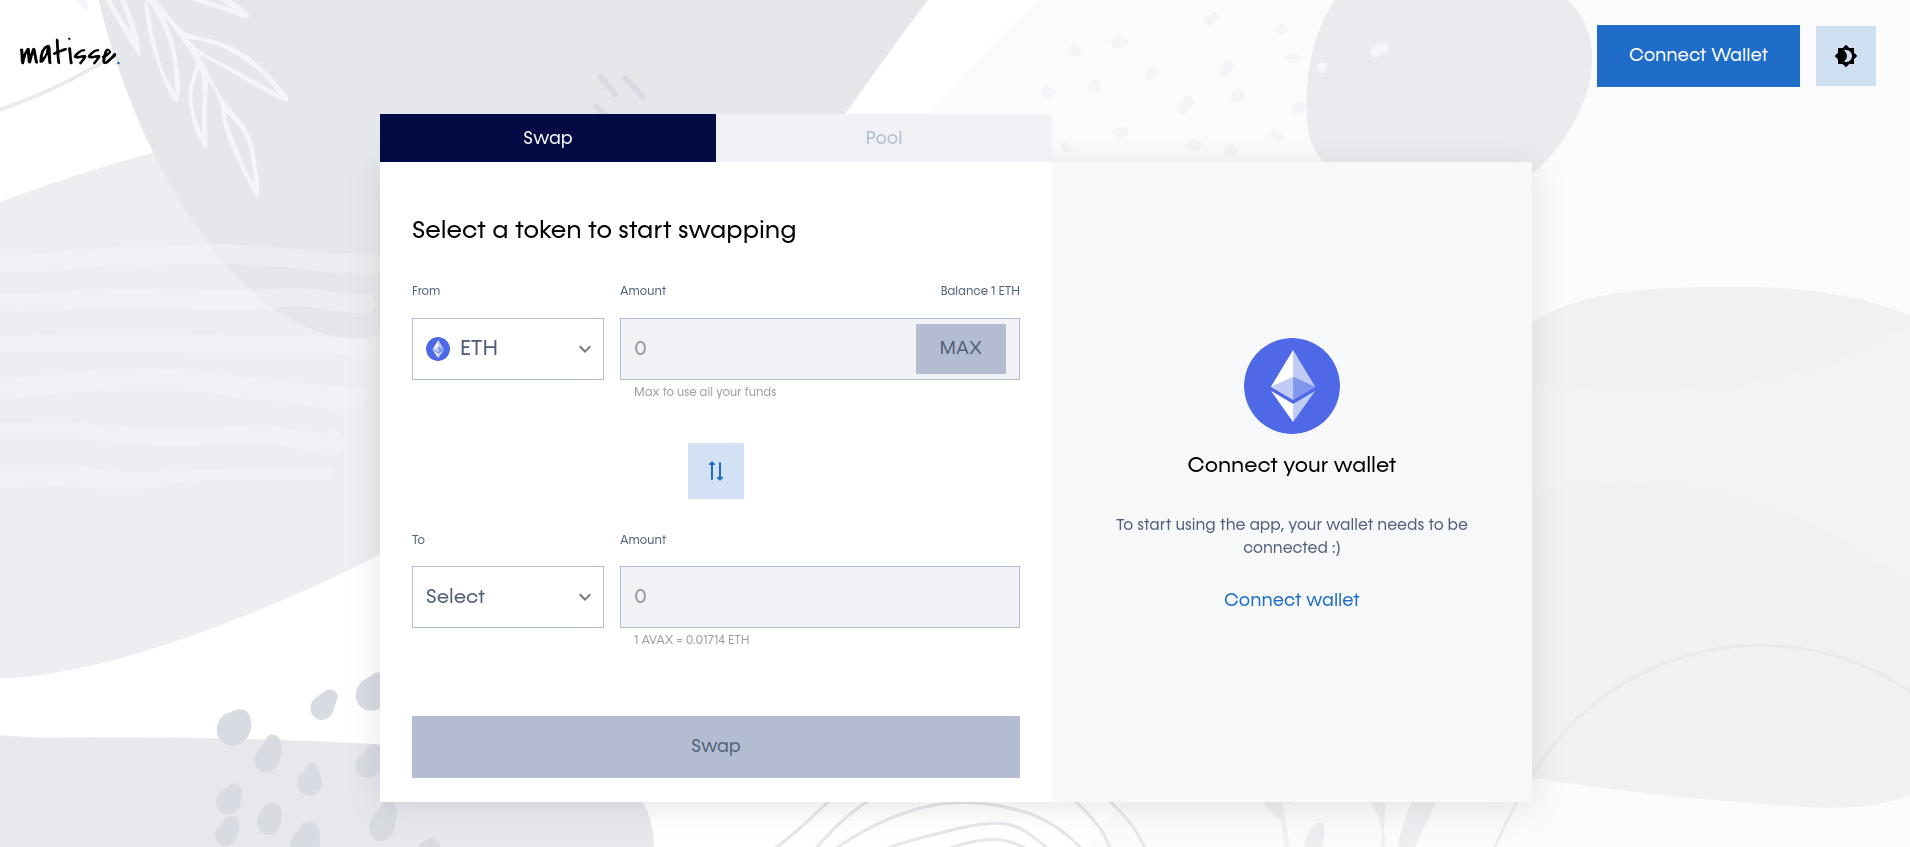 matisse.
Connect Wallet
Swap
Pool
Select a token to start swapping
From
Amount
Balance 1 ETH
ETH
0
MAX
Max to use all your funds
To
Amount
Select
0
1 AVAX = 0.01714 ETH
Swap
Connect your wallet
To start using the app, your wallet needs to be
connected :)
Connect wallet